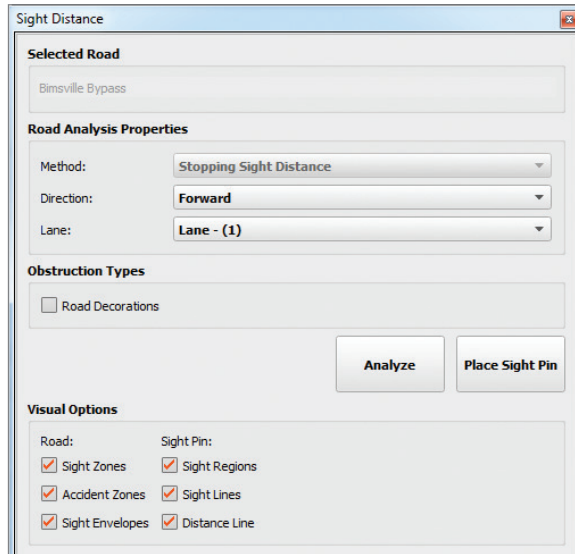 Sight Distance
Selected Road
Bimsville Bypass
Road Analysis Properties
Method: Stopping Sight Distance
Direction: Forward
Lane: Lane - (1)
Obstruction Types
Road Decorations
Analyze Place Sight Pin
Visual Options
Road: Sight Pin:
Sight Zones Sight Regions
Accident Zones Sight Lines
Sight Envelopes Distance Line